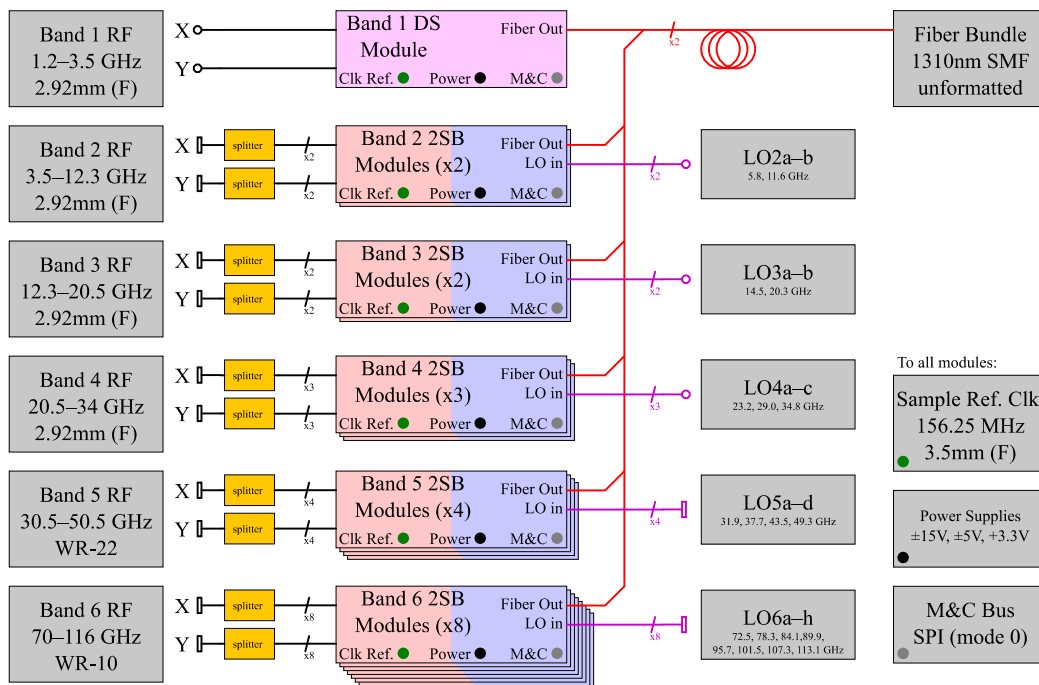 Band 1 RF
1.2–3.5 GHz
2.92mm (F)
X
Y
Band 1 DS
Module
Fiber Out
Clk Ref.
Power
M&C
x2
Fiber Bundle
1310nm SMF
unformatted
Band 2 RF
3.5–12.3 GHz
2.92mm (F)
X
Y
splitter
splitter
x2
x2
Band 2 2SB
Modules (x2)
Fiber Out
LO in
Clk Ref.
Power
M&C
x2
LO2a–b
5.8, 11.6 GHz
Band 3 RF
12.3–20.5 GHz
2.92mm (F)
X
Y
splitter
splitter
x2
x2
Band 3 2SB
Modules (x2)
Fiber Out
LO in
Clk Ref.
Power
M&C
x2
LO3a–b
14.5, 20.3 GHz
Band 4 RF
20.5–34 GHz
2.92mm (F)
X
Y
splitter
splitter
x3
x3
Band 4 2SB
Modules (x3)
Fiber Out
LO in
Clk Ref.
Power
M&C
x3
LO4a–c
23.2, 29.0, 34.8 GHz
To all modules:
Sample Ref. Clk
156.25 MHz
3.5mm (F)
Band 5 RF
30.5–50.5 GHz
WR-22
X
Y
splitter
splitter
x4
x4
Band 5 2SB
Modules (x4)
Fiber Out
LO in
Clk Ref.
Power
M&C
x4
LO5a–d
31.9, 37.7, 43.5, 49.3 GHz
Power Supplies
±15V, ±5V, +3.3V
Band 6 RF
70–116 GHz
WR-10
X
Y
splitter
splitter
x8
x8
Band 6 2SB
Modules (x8)
Fiber Out
LO in
Clk Ref.
Power
M&C
x8
LO6a–h
72.5, 78.3, 84.1,89.9,
95.7, 101.5, 107.3, 113.1 GHz
M&C Bus
SPI (mode 0)